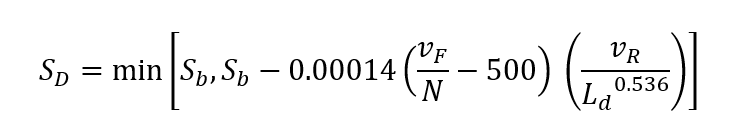 S_D = min[S_b, S_b − 0.00014 (v_F/N − 500) (v_R/L_d^0.536)]